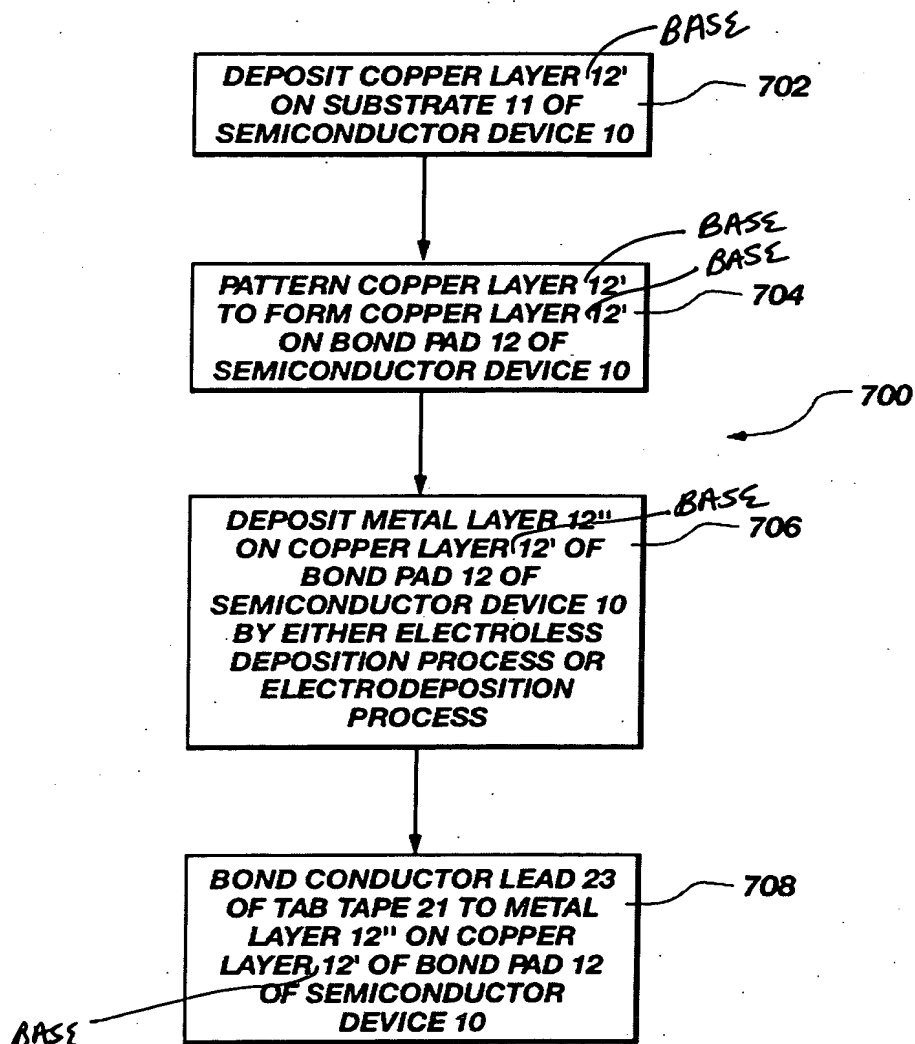 BASE
DEPOSIT COPPER LAYER 12'
ON SUBSTRATE 11 OF
SEMICONDUCTOR DEVICE 10
702
BASE
BASE
PATTERN COPPER LAYER 12'
TO FORM COPPER LAYER 12'
ON BOND PAD 12 OF
SEMICONDUCTOR DEVICE 10
704
700
BASE
DEPOSIT METAL LAYER 12"
ON COPPER LAYER 12' OF
BOND PAD 12 OF
SEMICONDUCTOR DEVICE 10
BY EITHER ELECTROLESS
DEPOSITION PROCESS OR
ELECTRODEPOSITION
PROCESS
706
BOND CONDUCTOR LEAD 23
OF TAB TAPE 21 TO METAL
LAYER 12" ON COPPER
LAYER 12' OF BOND PAD 12
OF SEMICONDUCTOR
DEVICE 10
708
BASE